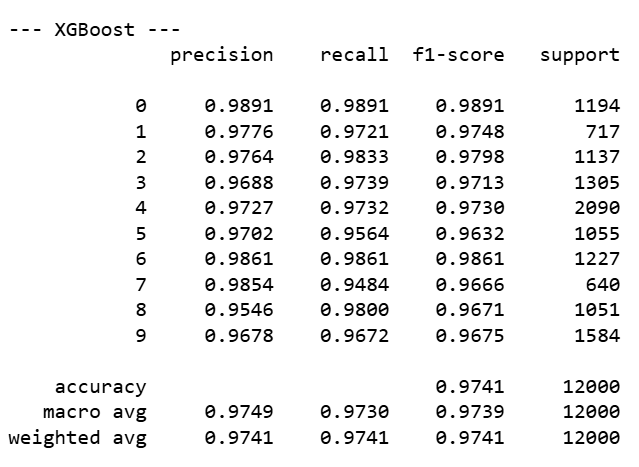 --- XGBoost ---
precision recall f1-score support
0 0.9891 0.9891 0.9891 1194
1 0.9776 0.9721 0.9748 717
2 0.9764 0.9833 0.9798 1137
3 0.9688 0.9739 0.9713 1305
4 0.9727 0.9732 0.9730 2090
5 0.9702 0.9564 0.9632 1055
6 0.9861 0.9861 0.9861 1227
7 0.9854 0.9484 0.9666 640
8 0.9546 0.9800 0.9671 1051
9 0.9678 0.9672 0.9675 1584
accuracy 0.9741 12000
macro avg 0.9749 0.9730 0.9739 12000
weighted avg 0.9741 0.9741 0.9741 12000